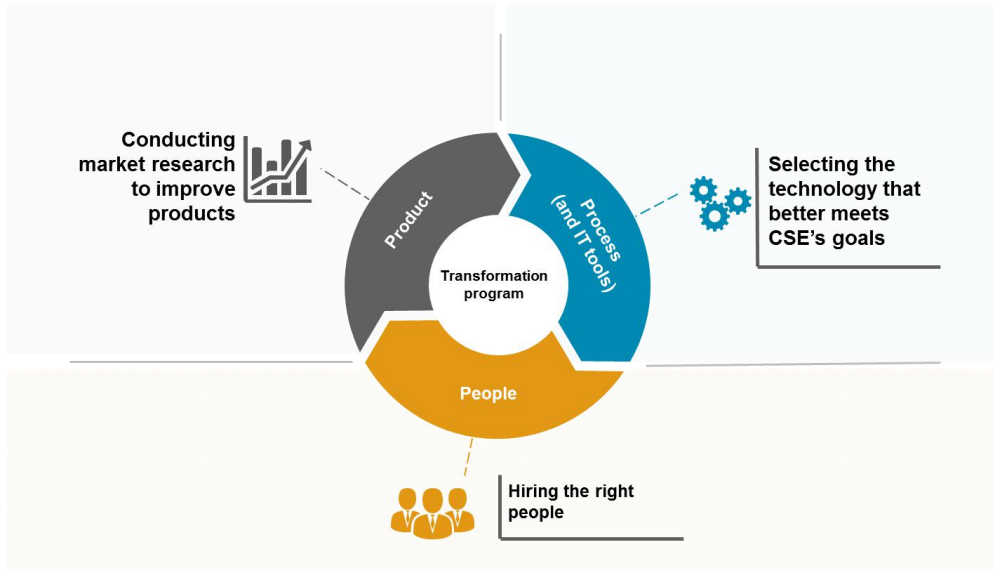 Conducting
market research
to improve
products
Product
Process
(and IT tools)
Selecting the
technology that
better meets
CSE's goals
Transformation
program
People
Hiring the right
people